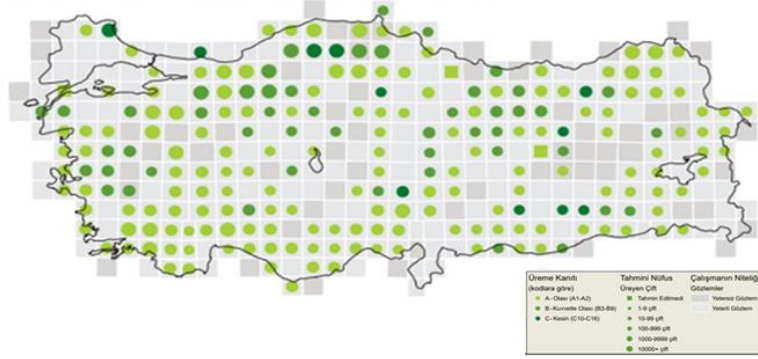 Üreme Kanıtı
(kodlara göre)
A- Olası (A1-A2)
B- Kuvvetle Olası (B3-B9)
C- Kesin (C10-C16)
Tahmini Nüfus
Üreyen Çift
Tahmin Edilmedi
1-9 çift
10-99 çift
100-999 çift
1000-9999 çift
10000+ çift
Çalışmanın Niteliği
Gözlemler
Yetersiz Gözlem
Yeterli Gözlem